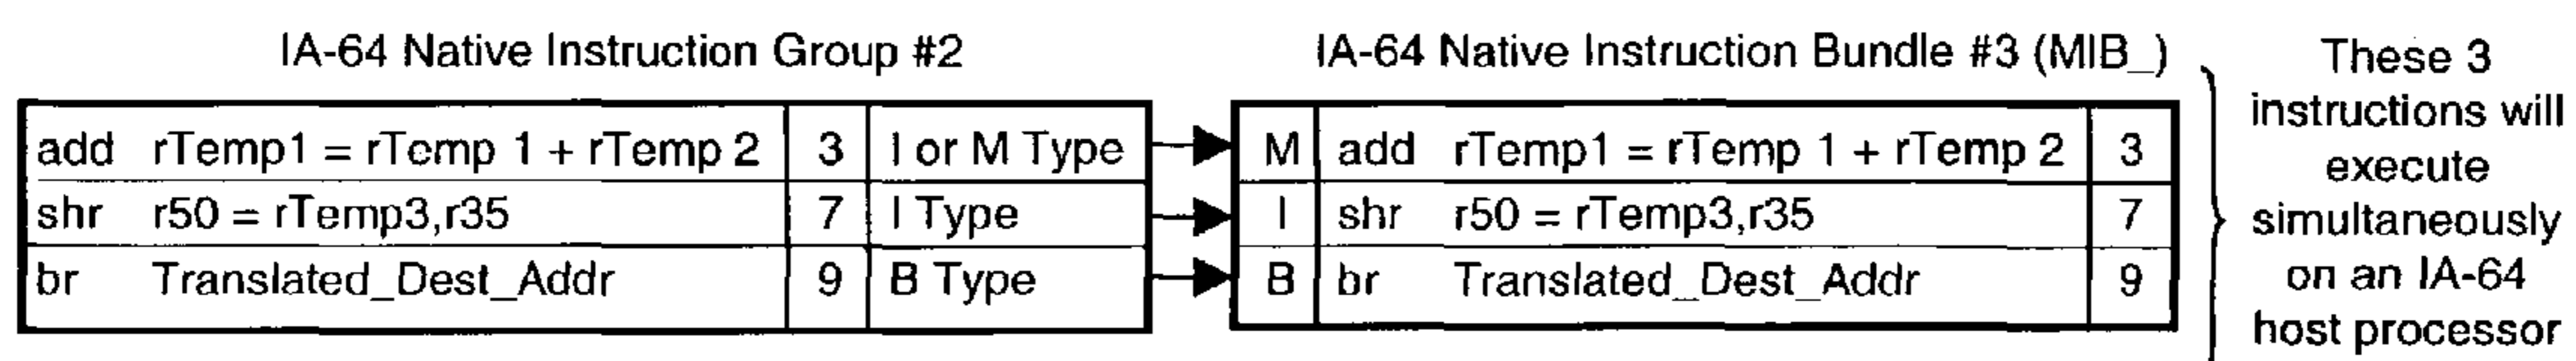 IA-64 Native Instruction Group #2
add rTemp1 = rTemp 1 + rTemp 2 3 I or M Type
shr r50 = rTemp3,r35 7 I Type
br Translated_Dest_Addr 9 B Type
IA-64 Native Instruction Bundle #3 (MIB_)
M add rTemp1 = rTemp 1 + rTemp 2 3
I shr r50 = rTemp3,r35 7
B br Translated_Dest_Addr 9
These 3
instructions will
execute
simultaneously
on an IA-64
host processor